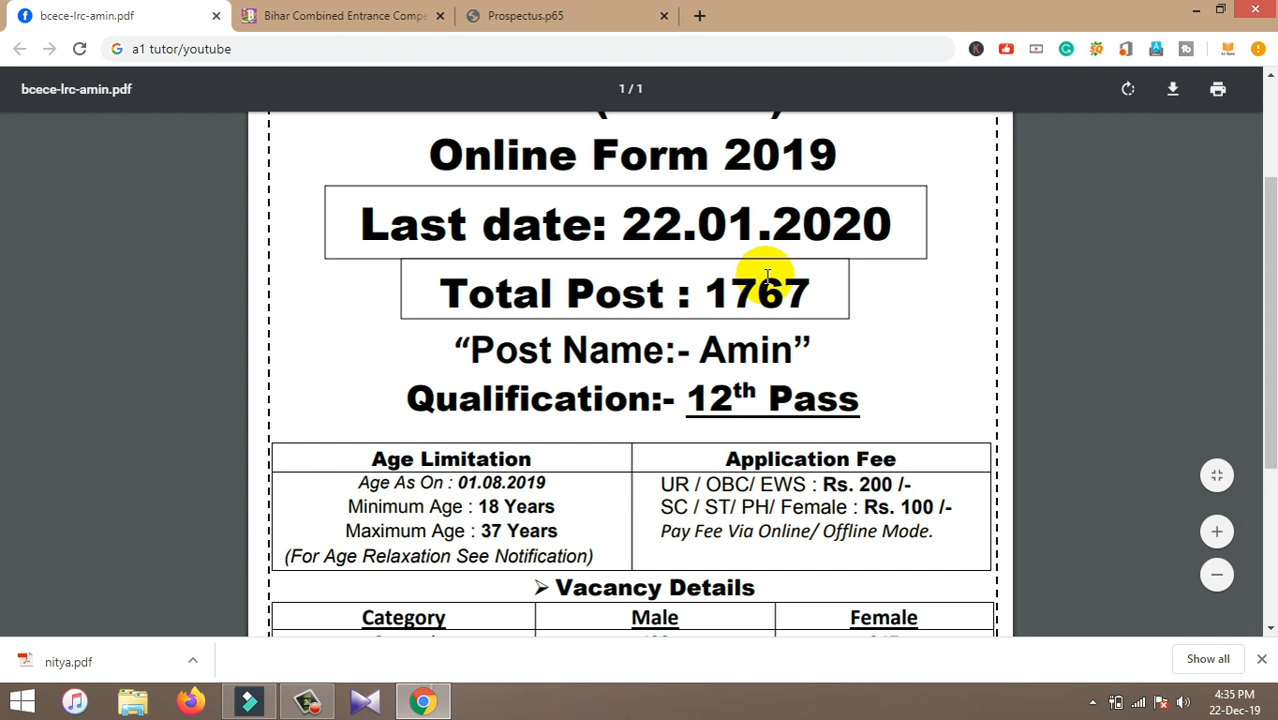 bcece-lrc-amin.pdf
Bihar Combined Entrance Compe
Prospectus.p65
a1 tutor/youtube
bcece-lrc-amin.pdf
1 / 1
Online Form 2019
Last date: 22.01.2020
Total Post : 1767
“Post Name:- Amin”
Qualification:- 12th Pass
Age Limitation
Application Fee
Age As On : 01.08.2019
Minimum Age : 18 Years
Maximum Age : 37 Years
(For Age Relaxation See Notification)
UR / OBC/ EWS : Rs. 200 /-
SC / ST/ PH/ Female : Rs. 100 /-
Pay Fee Via Online/ Offline Mode.
➢ Vacancy Details
Category
Male
Female
nitya.pdf
Show all
4:35 PM
22-Dec-19